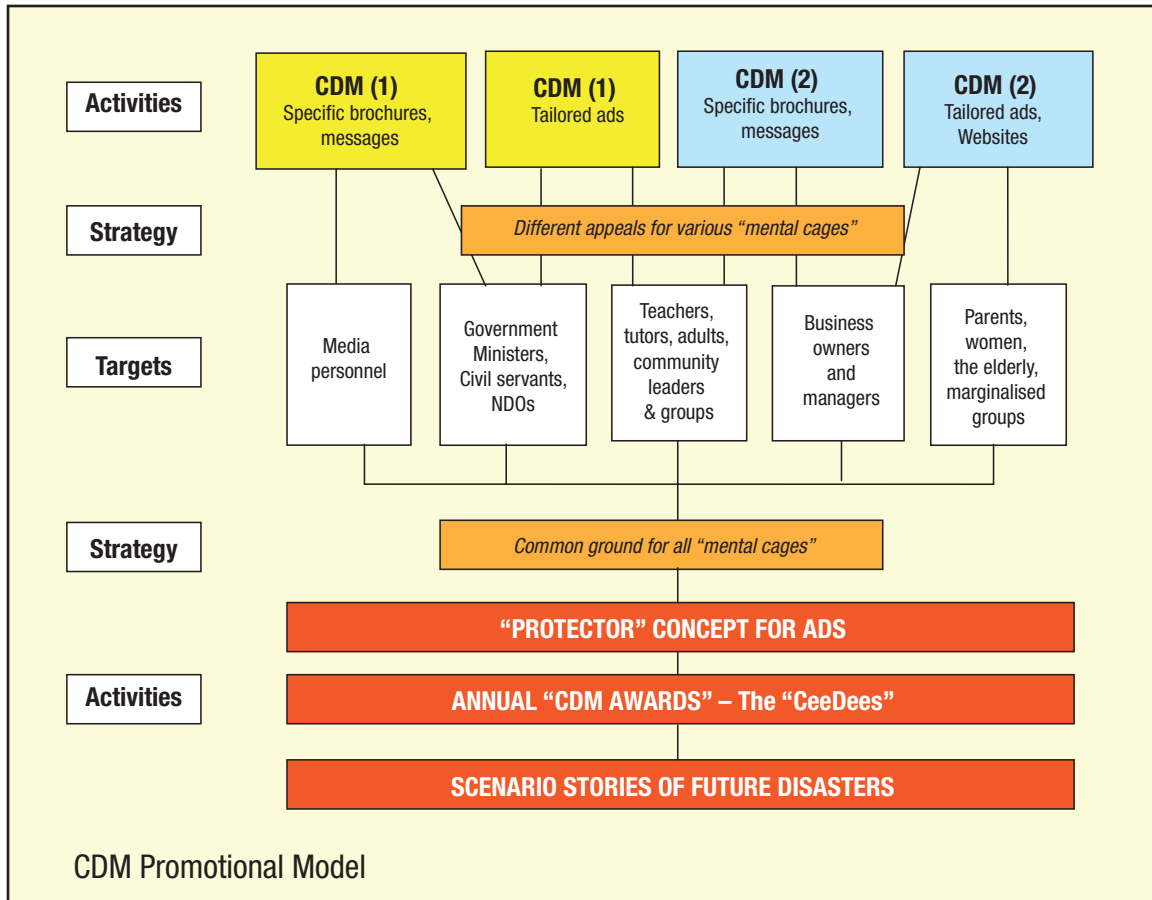 Activities
CDM (1)
Specific brochures,
messages
CDM (1)
Tailored ads
CDM (2)
Specific brochures,
messages
CDM (2)
Tailored ads,
Websites
Strategy
Different appeals for various “mental cages”
Targets
Media
personnel
Government
Ministers,
Civil servants,
NDOs
Teachers,
tutors, adults,
community
leaders
& groups
Business
owners
and
managers
Parents,
women,
the elderly,
marginalised
groups
Strategy
Common ground for all “mental cages”
Activities
“PROTECTOR” CONCEPT FOR ADS
ANNUAL “CDM AWARDS” – The “CeeDees”
SCENARIO STORIES OF FUTURE DISASTERS
CDM Promotional Model